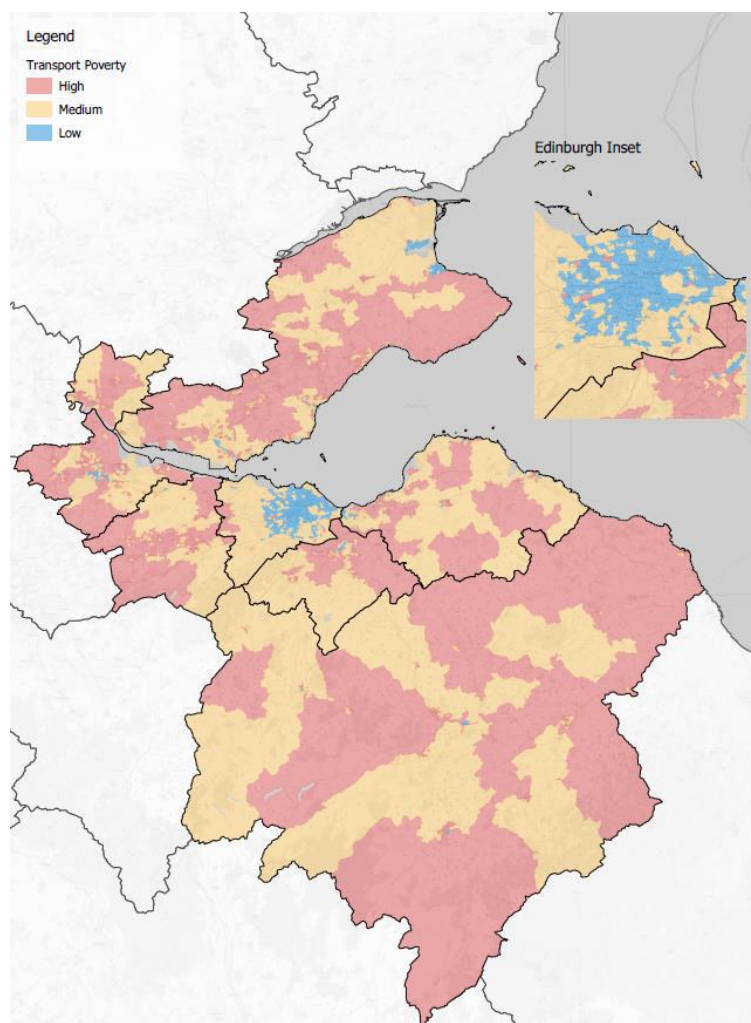 Legend
Transport Poverty
High
Medium
Low
Edinburgh Inset